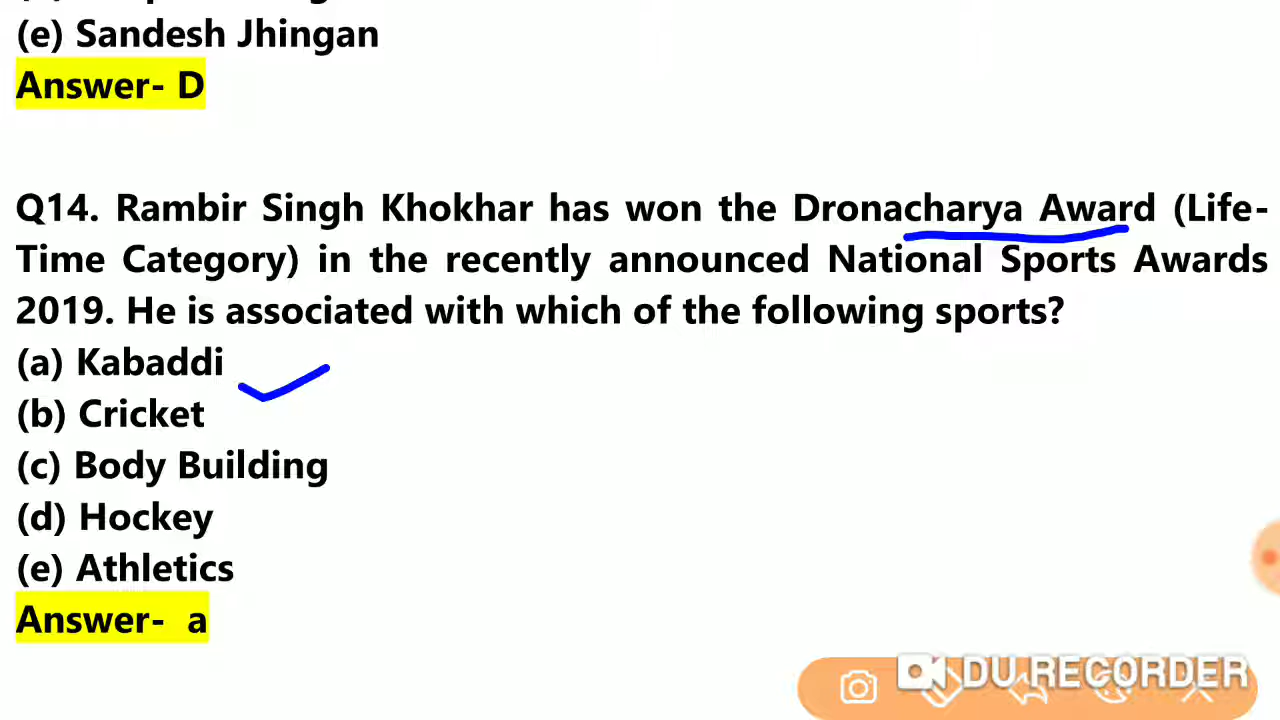 (e) Sandesh Jhingan
Answer- D
Q14. Rambir Singh Khokhar has won the Dronacharya Award (Life-
Time Category) in the recently announced National Sports Awards
2019. He is associated with which of the following sports?
(a) Kabaddi
(b) Cricket
(c) Body Building
(d) Hockey
(e) Athletics
Answer- a
DU RECORDER